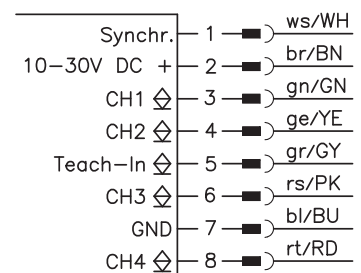 Synchr. 1 ws/WH
10-30V DC + 2 br/BN
CH1 3 gn/GN
CH2 4 ge/YE
Teach-In 5 gr/GY
CH3 6 rs/PK
GND 7 bl/BU
CH4 8 rt/RD